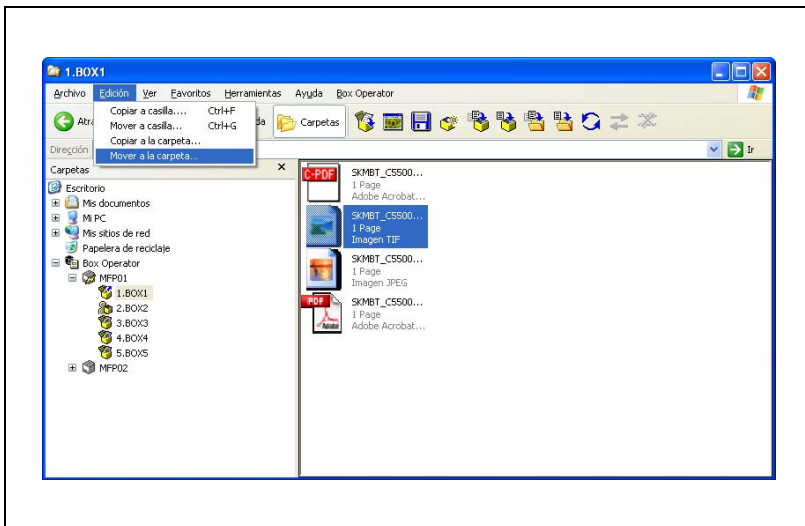 1.BOX1
Archivo Edición Ver Favoritos Herramientas Ayuda Box Operator
Copiar a casilla.... Ctrl+F
Mover a casilla... Ctrl+G
Copiar a la carpeta...
Mover a la carpeta...
Atr da Carpetas
Dirección Ir
Carpetas
Escritorio
Mis documentos
Mi PC
Mis sitios de red
Papelera de reciclaje
Box Operator
MFP01
1.BOX1
2.BOX2
3.BOX3
4.BOX4
5.BOX5
MFP02
C-PDF
SKMBT_C5500...
1 Page
Adobe Acrobat...
SKMBT_C5500...
1 Page
Imagen TIF
SKMBT_C5500...
1 Page
Imagen JPEG
PDF
Adobe
SKMBT_C5500...
1 Page
Adobe Acrobat...